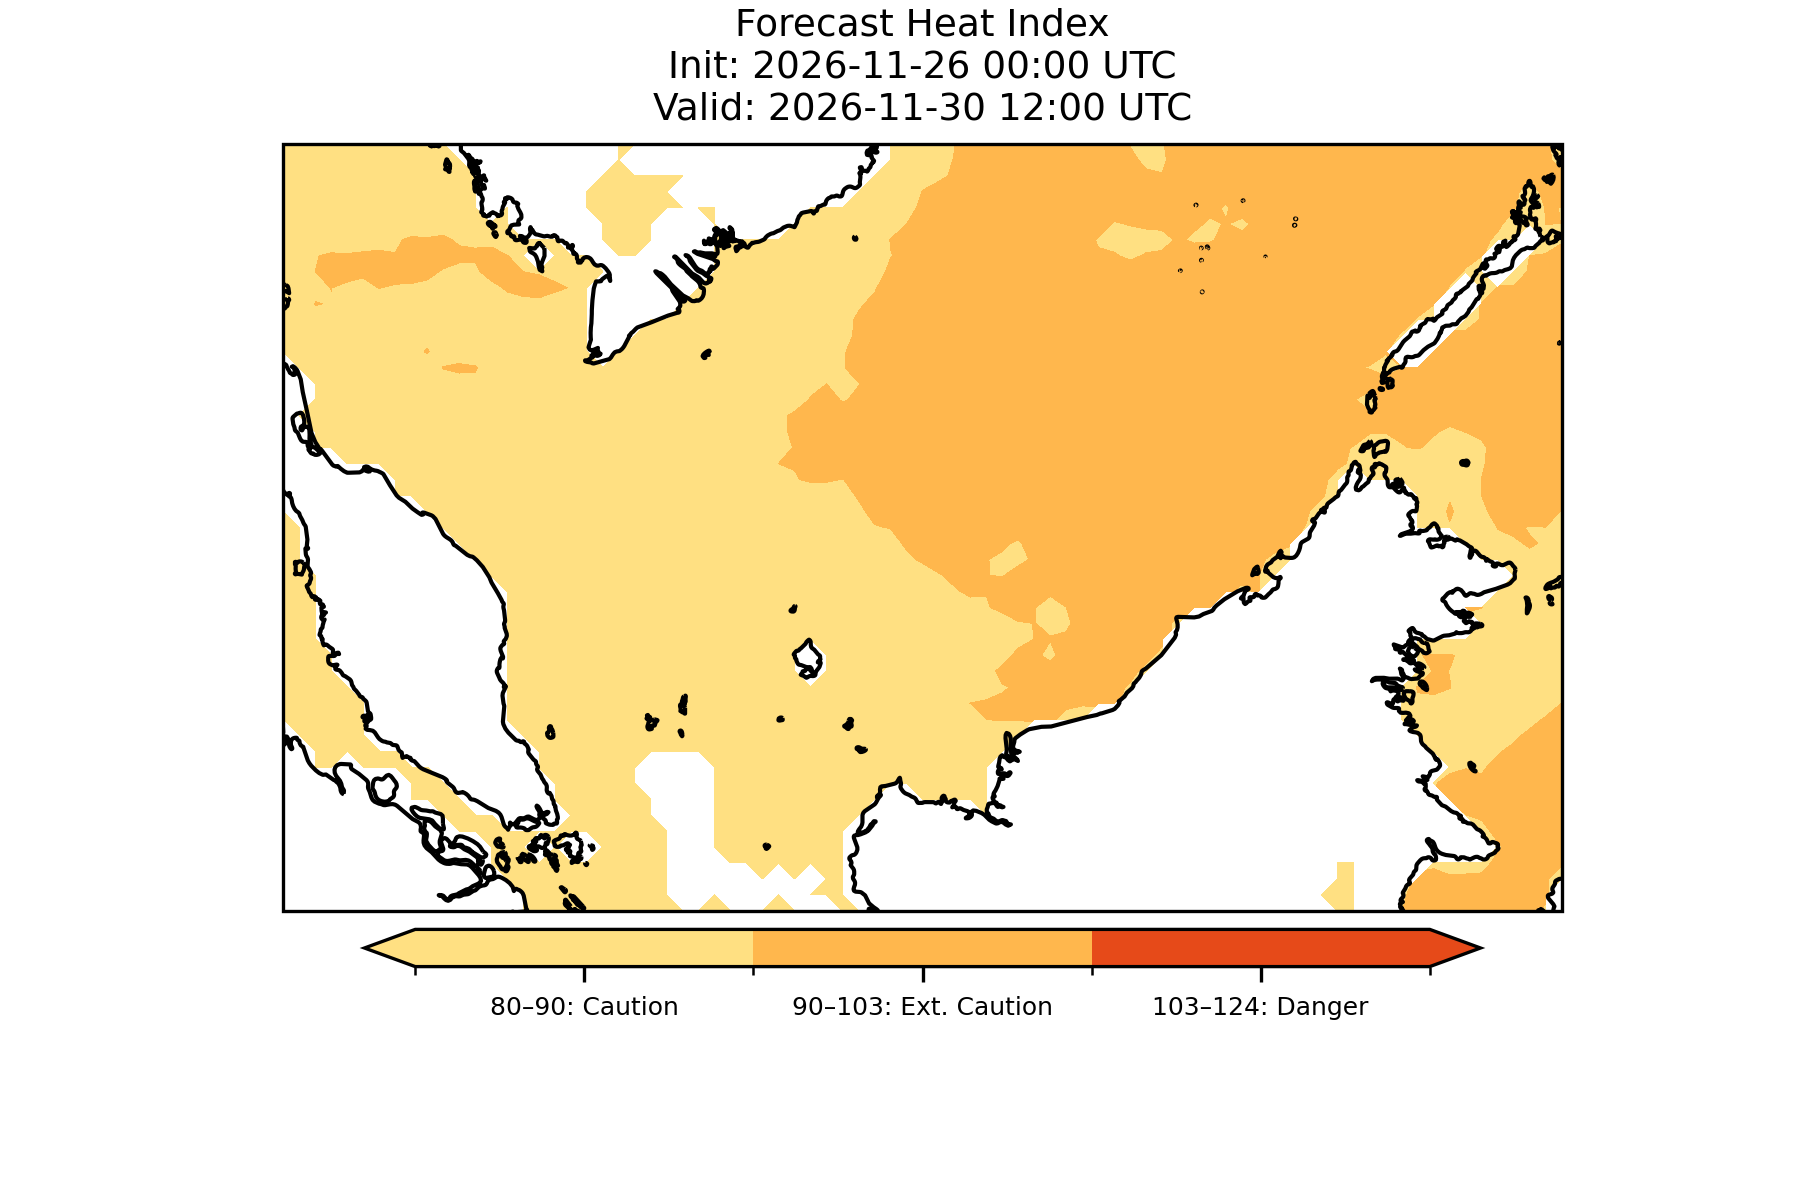 Forecast Heat Index
Init: 2026-11-26 00:00 UTC
Valid: 2026-11-30 12:00 UTC
80–90: Caution
90–103: Ext. Caution
103–124: Danger